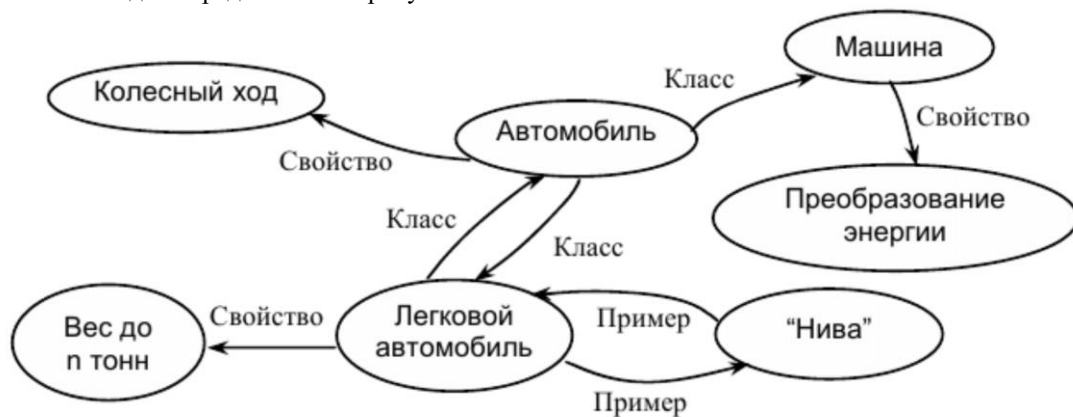 Машина
Колесный ход
Класс
Автомобиль
Свойство
Свойство
Преобразование
энергии
Класс
Класс
Вес до
n тонн
Свойство
Легковой
автомобиль
Пример
“Нива”
Пример